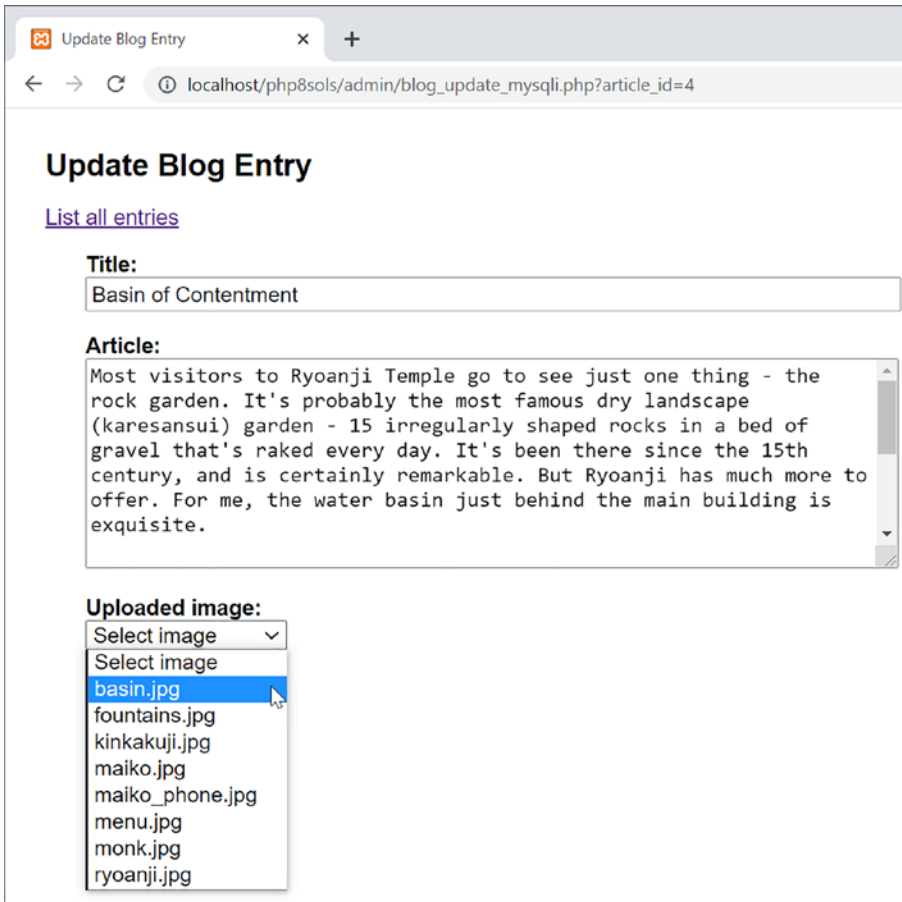 Update Blog Entry
localhost/php8sols/admin/blog_update_mysqli.php?article_id=4
Update Blog Entry
List all entries
Title:
Basin of Contentment
Article:
Most visitors to Ryoanji Temple go to see just one thing - the
rock garden. It's probably the most famous dry landscape
(karesansui) garden - 15 irregularly shaped rocks in a bed of
gravel that's raked every day. It's been there since the 15th
century, and is certainly remarkable. But Ryoanji has much more to
offer. For me, the water basin just behind the main building is
exquisite.
Uploaded image:
Select image
Select image
basin.jpg
fountains.jpg
kinkakuji.jpg
maiko.jpg
maiko_phone.jpg
menu.jpg
monk.jpg
ryoanji.jpg